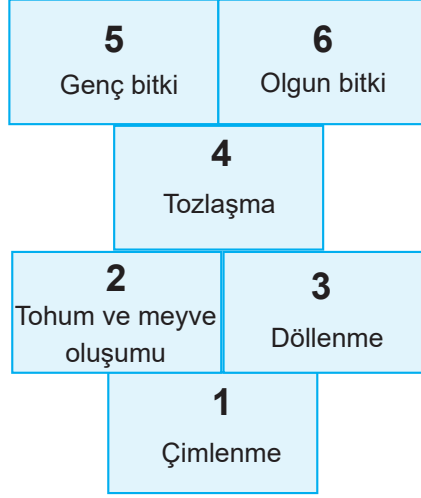 5
Genç bitki
6
Olgun bitki
4
Tozlaşma
2
Tohum ve meyve
oluşumu
3
Döllenme
1
Çimlenme